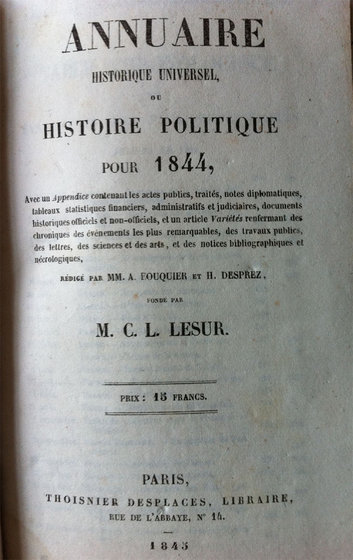 ANNUAIRE
HISTORIQUE UNIVERSEL,
OU
HISTOIRE POLITIQUE
POUR 1844,
Avec un Appendice contenant les actes publics, traités, notes diplomatiques,
tableaux statistiques financiers, administratifs et judiciaires, documents
historiques officiels et non-officiels, et un article Variétés renfermant des
chroniques des événements les plus remarquables, des travaux publics,
des lettres, des sciences et des arts, et des notices bibliographiques et
nécrologiques,
RÉDIGÉ PAR MM. A. FOUQUIER ET H. DESPREZ,
FONDÉ PAR
M. C. L. LESUR.
PRIX : 15 FRANCS.
PARIS,
THOISNIER DESPLACES, LIBRAIRE,
RUE DE L'ABBAYE, Nº 14.
1845